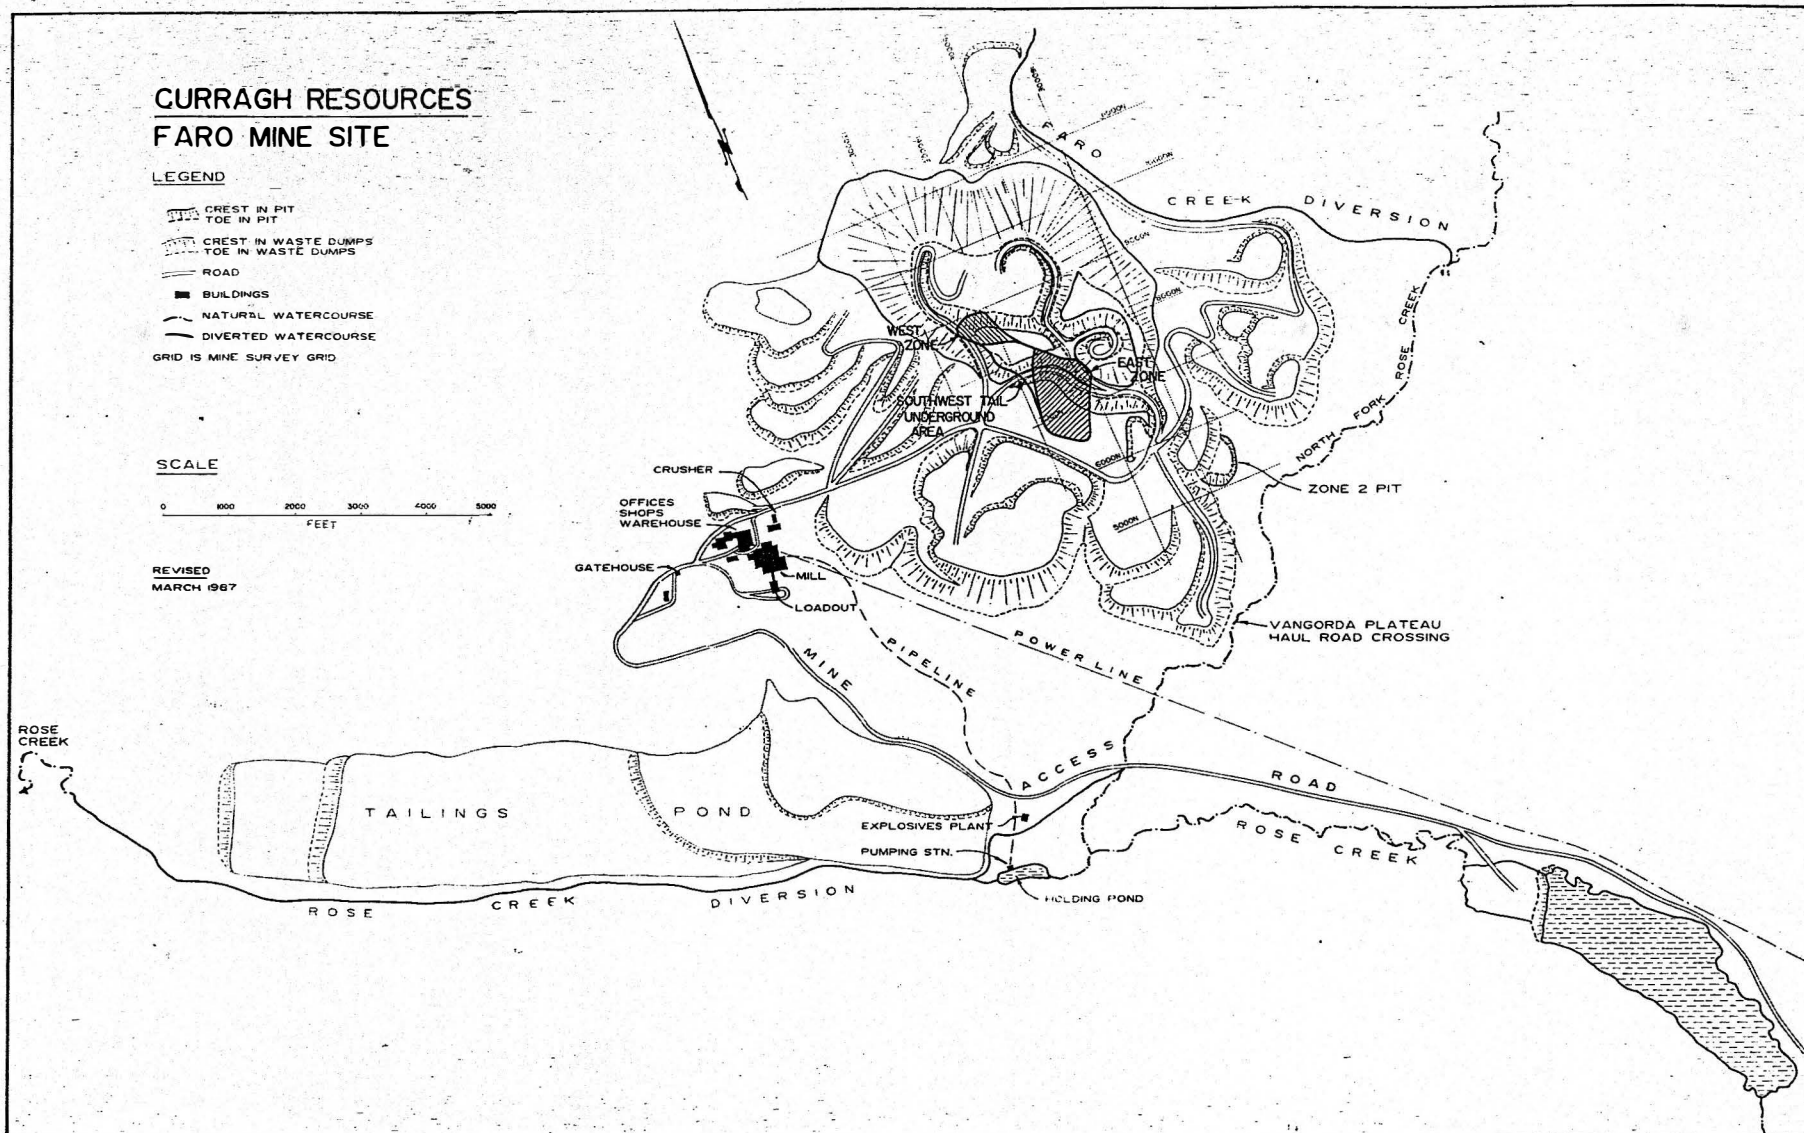 CURRAGH RESOURCES
FARO MINE SITE
LEGEND
CREST IN PIT
TOE IN PIT
CREST IN WASTE DUMPS
TOE IN WASTE DUMPS
ROAD
BUILDINGS
NATURAL WATERCOURSE
DIVERTED WATERCOURSE
GRID IS MINE SURVEY GRID
SCALE
0 1000 2000 3000 4000 5000
FEET
REVISED
MARCH 1987
FARO
CREEK DIVERSION
NORTH FORK ROSE CREEK
WEST
ZONE
EAST
ZONE
SOUTHWEST TAIL
UNDERGROUND
AREA
6000N
5000N
ZONE 2 PIT
CRUSHER
OFFICES
SHOPS
WAREHOUSE
GATEHOUSE
MILL
LOADOUT
VANGORDA PLATEAU
HAUL ROAD CROSSING
POWER LINE
PIPELINE
MINE ACCESS ROAD
ROSE
CREEK
TAILINGS POND
EXPLOSIVES PLANT
PUMPING STN.
HOLDING POND
ROSE CREEK
ROSE CREEK DIVERSION